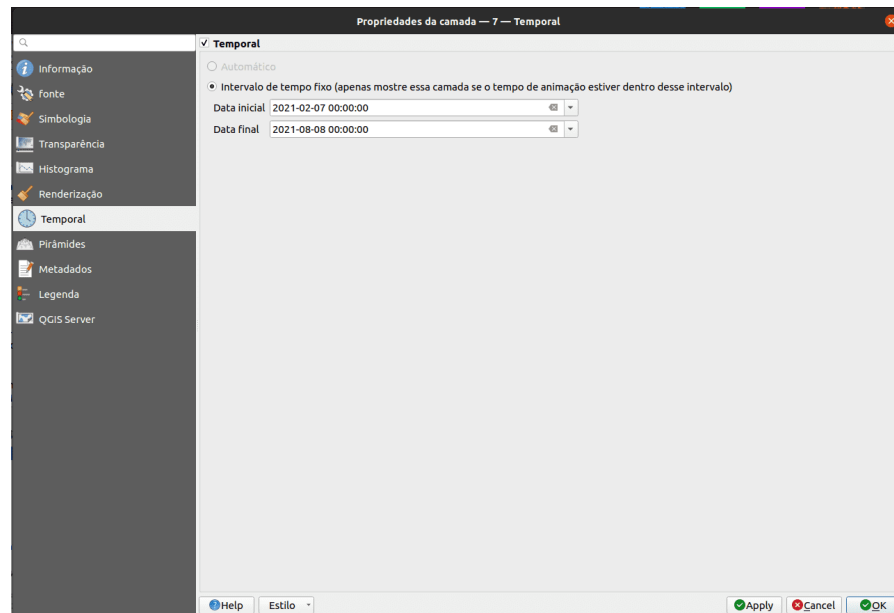 Propriedades da camada — 7 — Temporal
Informação
fonte
Simbologia
Transparência
Histograma
Renderização
Temporal
Pirâmides
Metadados
Legenda
QGIS Server
Temporal
Automático
Intervalo de tempo fixo (apenas mostre essa camada se o tempo de animação estiver dentro desse intervalo)
Data inicial 2021-02-07 00:00:00
Data final 2021-08-08 00:00:00
Help Estilo Apply Cancel OK